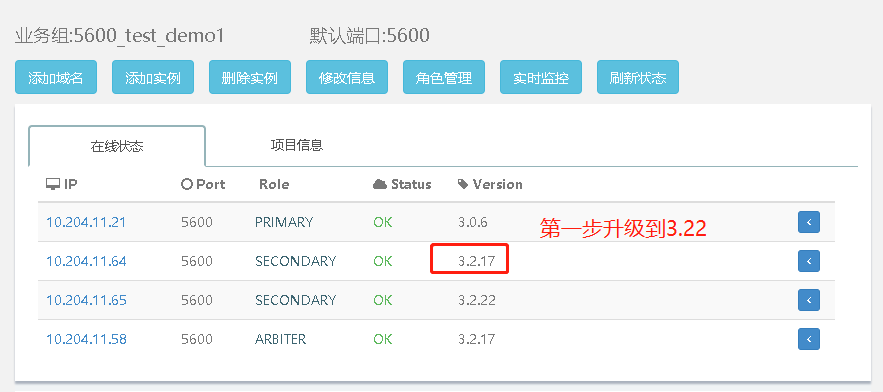 业务组:5600_test_demo1 默认端口:5600
添加域名 添加实例 删除实例 修改信息 角色管理 实时监控 刷新状态
在线状态 项目信息
IP Port Role Status Version
10.204.11.21 5600 PRIMARY OK 3.0.6 第一步升级到3.22
10.204.11.64 5600 SECONDARY OK 3.2.17
10.204.11.65 5600 SECONDARY OK 3.2.22
10.204.11.58 5600 ARBITER OK 3.2.17